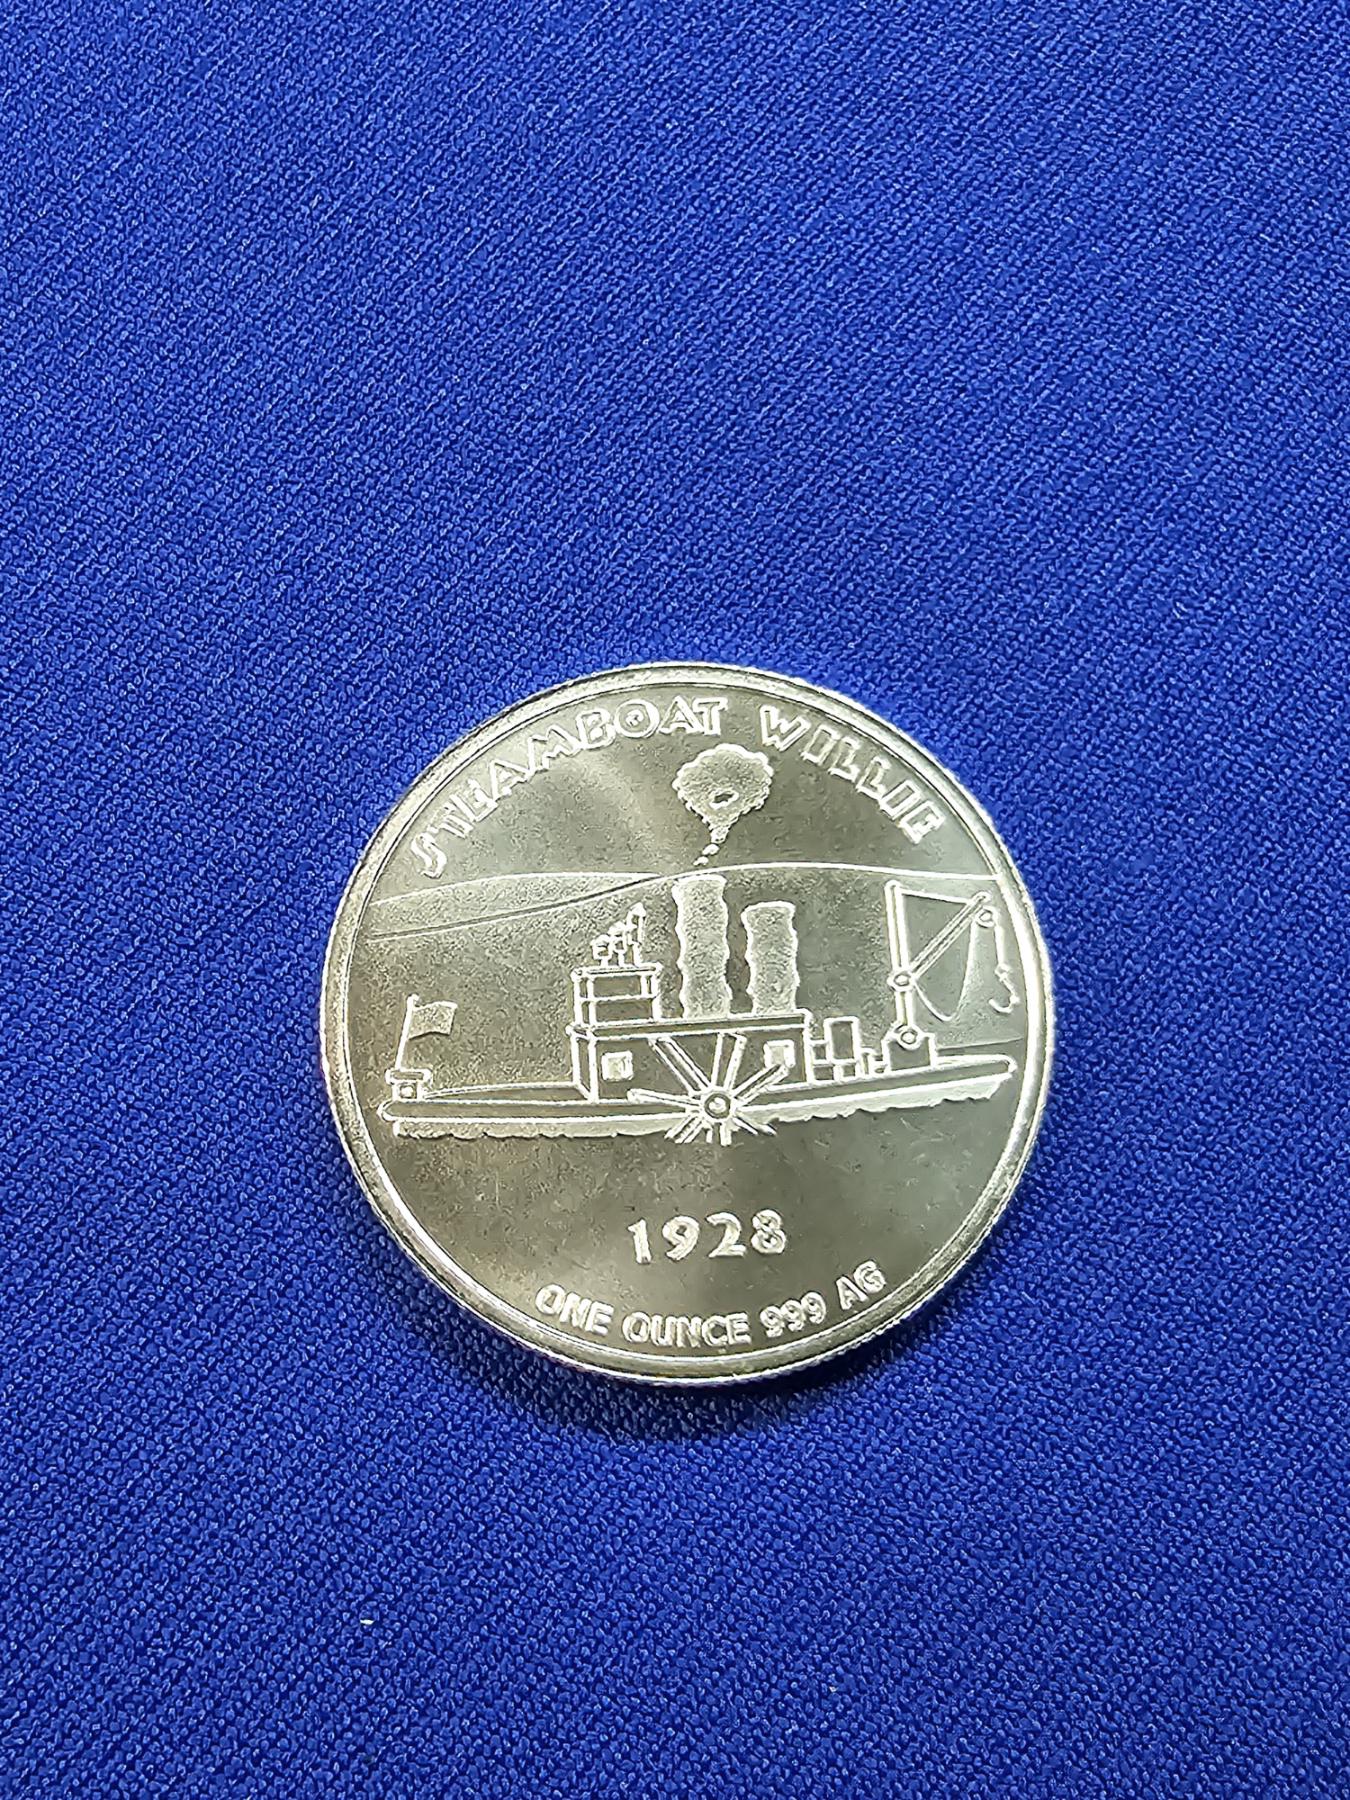 STEAMBOAT WILLIE
1928
ONE OUNCE 999 AG